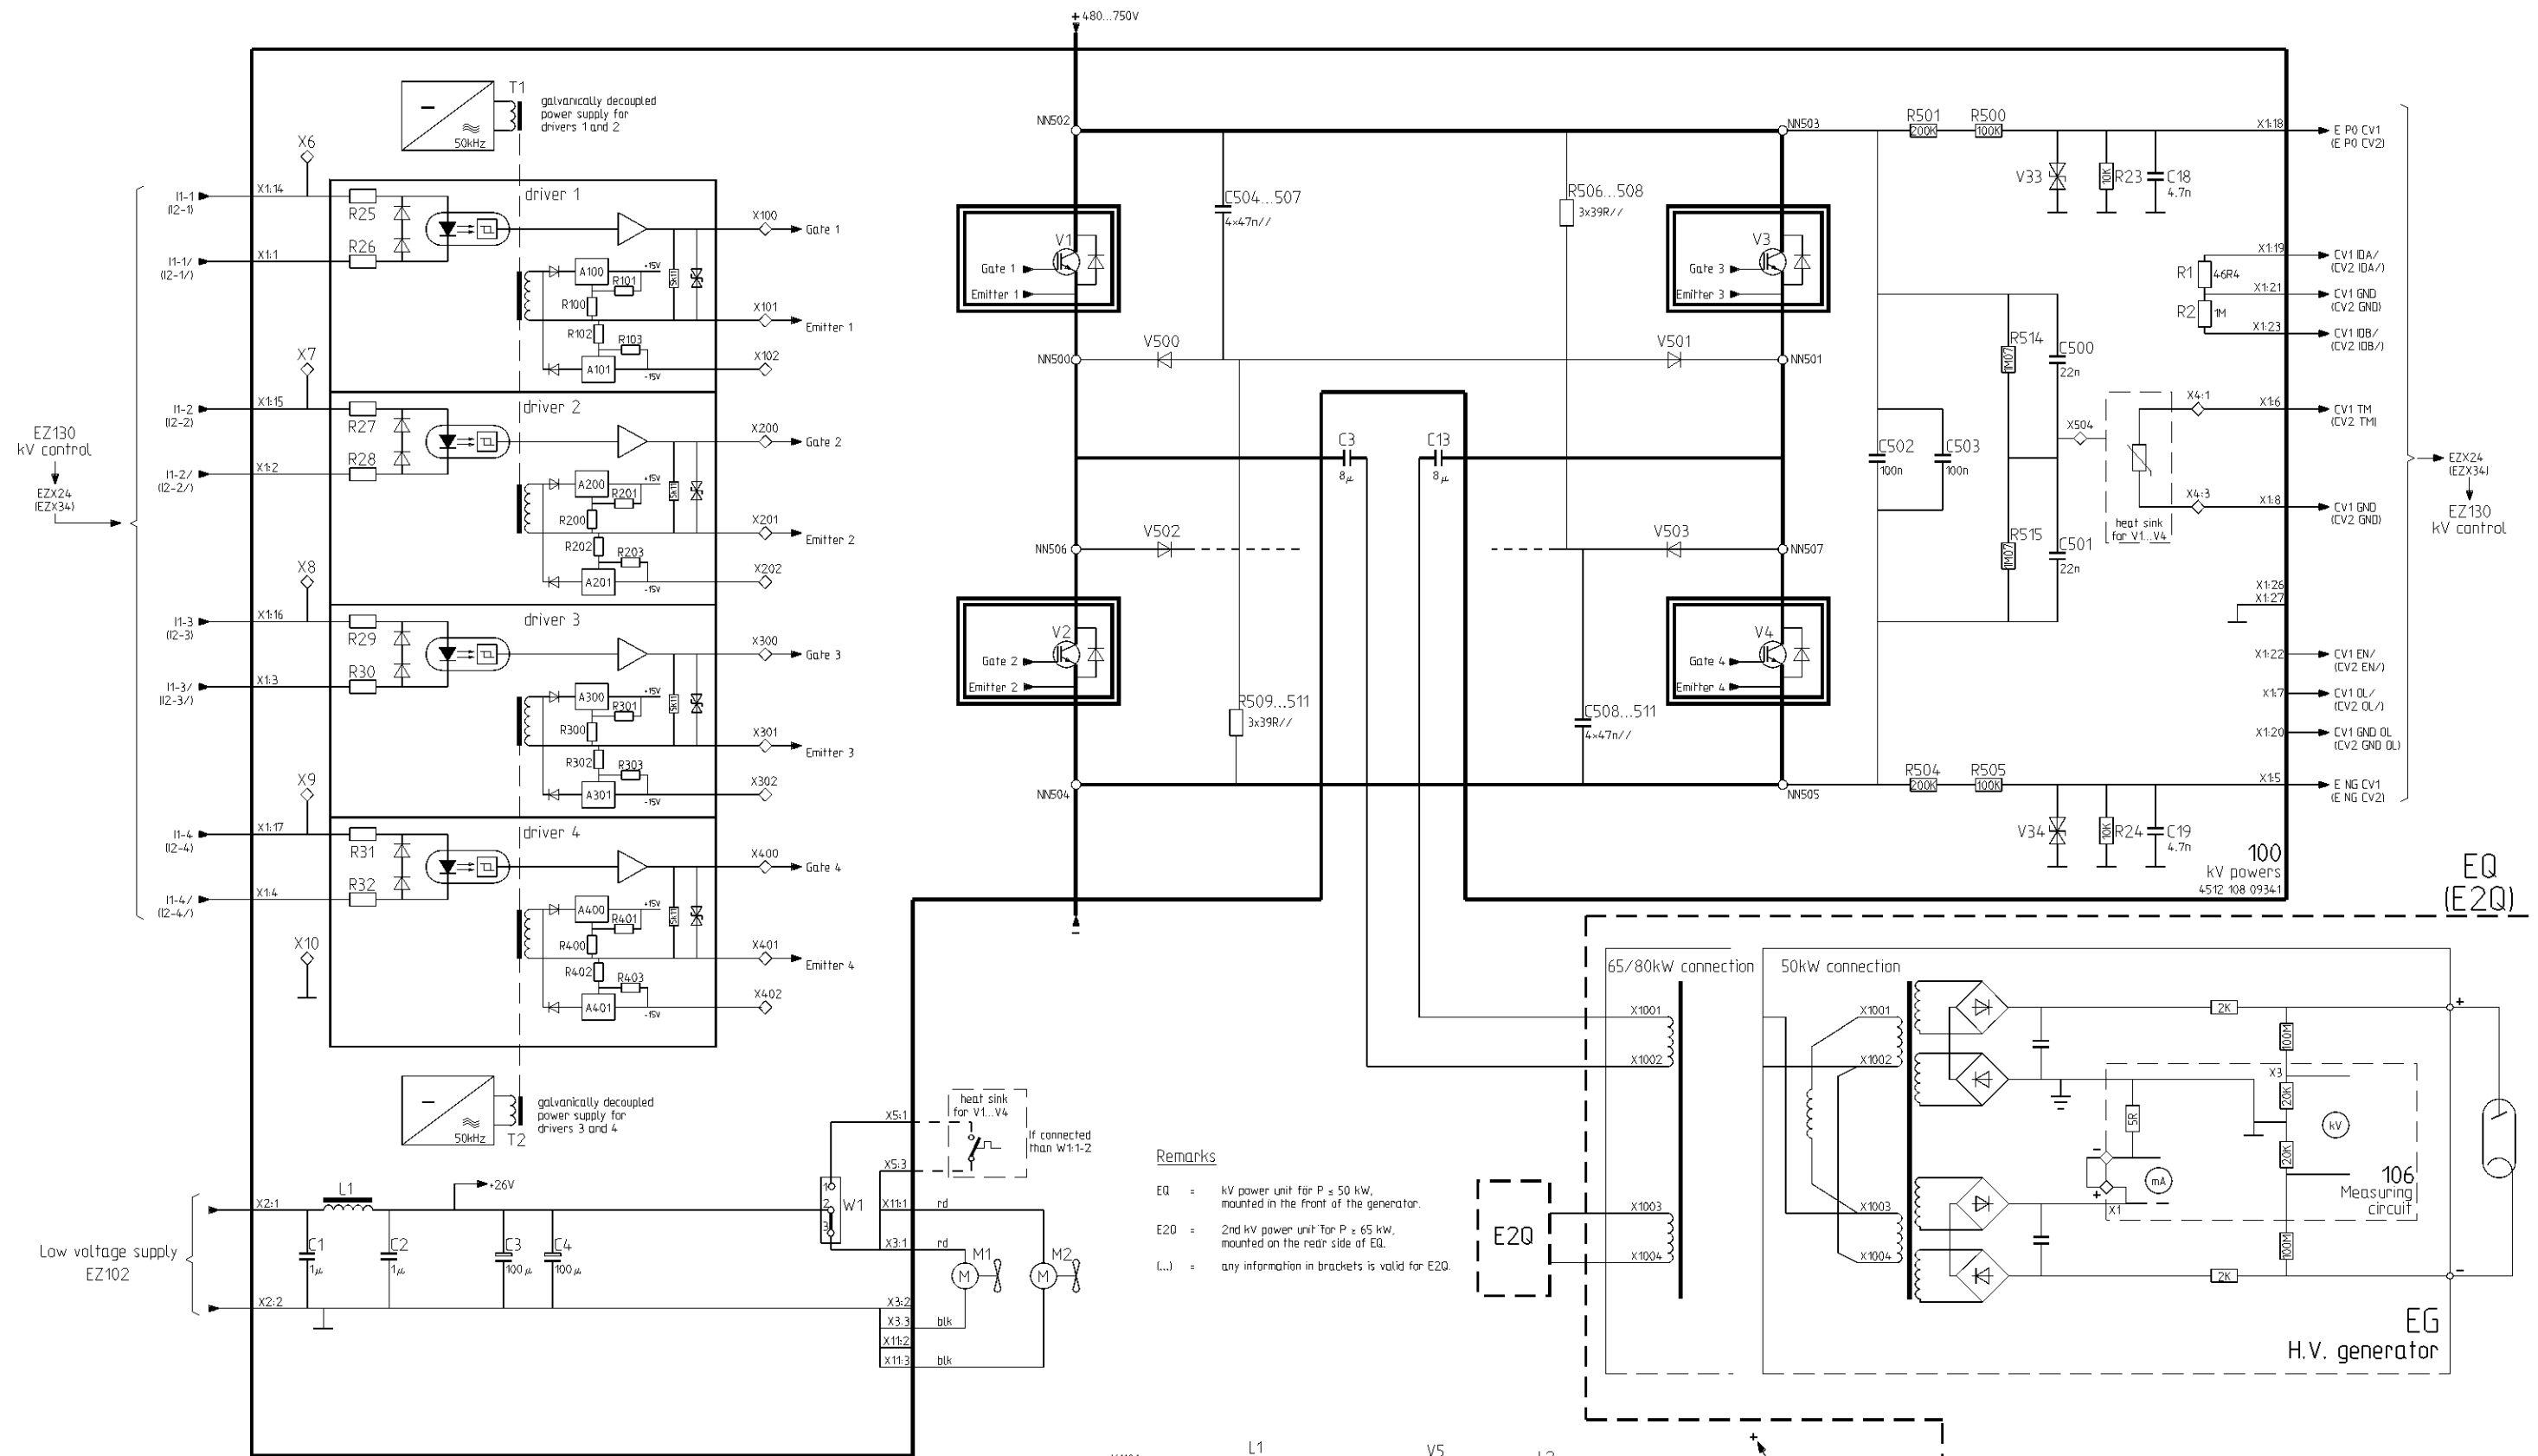 + 480...750V
T1
galvanically decoupled
power supply for
drivers 1 and 2
50kHz
EZ130
kV control
EZX24
(EZX34)
X6
I1-1
(I2-1)
X1:14
R25
R26
I1-1/
(I2-1/)
X1:1
driver 1
X100
Gate 1
A100
+15V
R101
R100
5k11
X101
Emitter 1
R102
R103
A101
-15V
X102
X7
I1-2
(I2-2)
X1:15
R27
R28
I1-2/
(I2-2/)
X1:2
driver 2
X200
Gate 2
A200
+15V
R201
R200
5k11
X201
Emitter 2
R202
R203
A201
-15V
X202
X8
I1-3
(I2-3)
X1:16
R29
R30
I1-3/
(I2-3/)
X1:3
driver 3
X300
Gate 3
A300
+15V
R301
R300
5k11
X301
Emitter 3
R302
R303
A301
-15V
X302
X9
I1-4
(I2-4)
X1:17
R31
R32
I1-4/
(I2-4/)
X1:4
driver 4
X400
Gate 4
A400
+15V
R401
R400
5k11
X401
Emitter 4
R402
R403
A401
-15V
X402
X10
50kHz
T2
galvanically decoupled
power supply for
drivers 3 and 4
Low voltage supply
EZ102
X2:1
L1
+26V
C1
1µ
C2
1µ
C3
100µ
C4
100µ
X2:2
1
2
3
W1
X5:1
X5:3
heat sink
for V1...V4
If connected
than W1:1-2
X11:1
rd
X3:1
rd
M1
M
M2
M
X3:2
X3:3
blk
X11:2
X11:3
blk
NN502
NN503
V1
Gate 1
Emitter 1
C504...507
4x47n//
R506...508
3x39R//
V3
Gate 3
Emitter 3
NN500
V500
V501
NN501
C3
8µ
C13
8µ
NN506
V502
V503
NN507
V2
Gate 2
Emitter 2
R509...511
3x39R//
C508...511
4x47n//
V4
Gate 4
Emitter 4
NN504
NN505
-
R501
200K
R500
100K
X1:18
E PO CV1
(E PO CV2)
V33
10K
R23
C18
4.7n
X1:19
CV1 IOA/
(CV2 IOA/)
R1
46R4
X1:21
CV1 GND
(CV2 GND)
R2
1M
X1:23
CV1 IOB/
(CV2 IOB/)
R514
1M07
C500
22n
C502
100n
C503
100n
X504
X4:1
X1:6
CV1 TM
(CV2 TM)
X4:3
X1:8
CV1 GND
(CV2 GND)
heat sink
for V1...V4
R515
1M07
C501
22n
EZX24
(EZX34)
EZ130
kV control
X1:26
X1:27
X1:22
CV1 EN/
(CV2 EN/)
X1:7
CV1 OL/
(CV2 OL/)
X1:20
CV1 GND OL
(CV2 GND OL)
R504
200K
R505
100K
X1:5
E NG CV1
(E NG CV2)
V34
10K
R24
C19
4.7n
100
kV powers
4512 108 09341
EQ
(E2Q)
65/80kW connection
50kW connection
X1001
X1002
X1003
X1004
X1001
X1002
X1003
X1004
E2Q
2K
+
100M
X3
20K
5R
kV
20K
-
mA
+
X1
106
Measuring
circuit
100M
2K
-
EG
H.V. generator
Remarks
EQ = kV power unit for P ≤ 50 kW,
mounted in the front of the generator.
E2Q = 2nd kV power unit for P ≥ 65 kW,
mounted on the rear side of EQ.
(...) = any information in brackets is valid for E2Q.
L1
V5
+